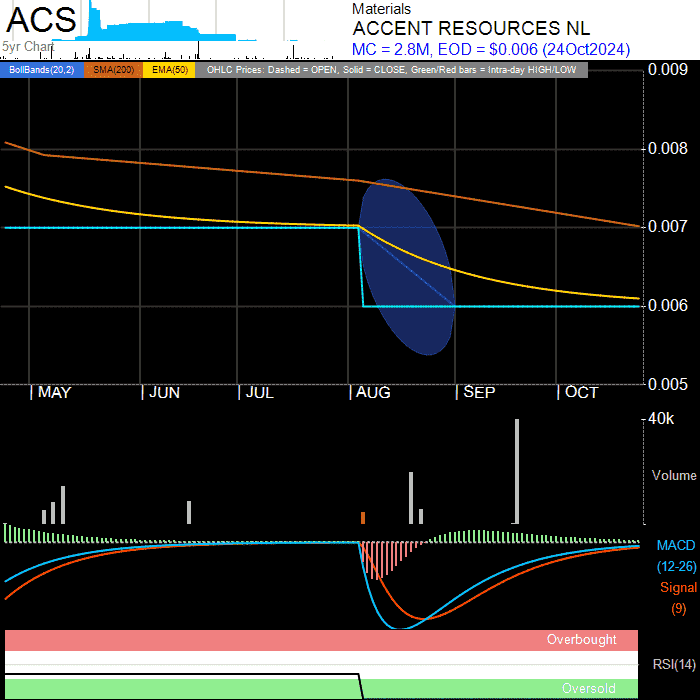 ACS
5yr Chart
Materials
ACCENT RESOURCES NL
MC = 2.8M, EOD = $0.006 (24Oct2024)
BollBands(20,2) SMA(200) EMA(50) OHLC Prices: Dashed = OPEN, Solid = CLOSE, Green/Red bars = Intra-day HIGH/LOW
0.009
0.008
0.007
0.006
0.005
MAY JUN JUL AUG SEP OCT
40k
Volume
MACD
(12-26)
Signal
(9)
Overbought
RSI(14)
Oversold